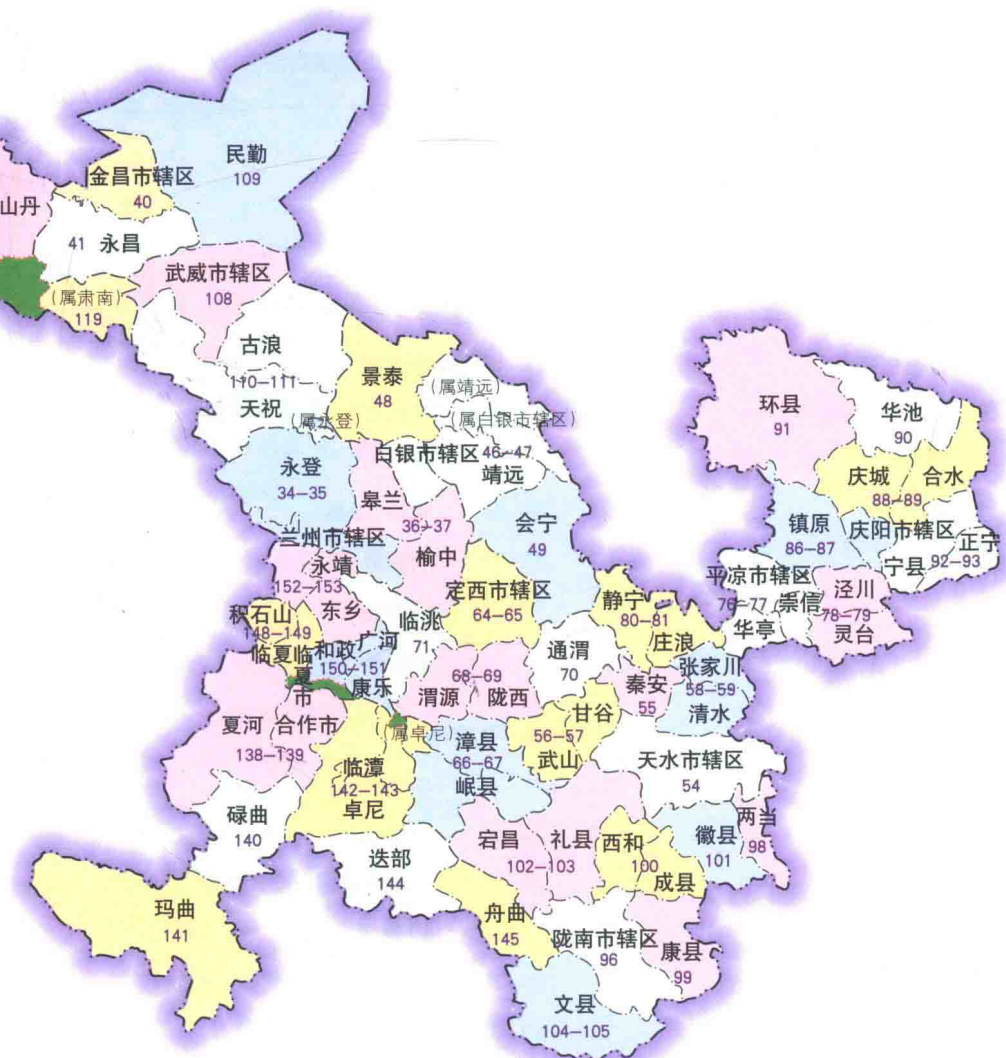 民勤
109
金昌市辖区
40
山丹
41 永昌
武威市辖区
108
(属肃南)
119
古浪
110—111
天祝
景泰
48
(属靖远)
(属永登)
(属白银市辖区)
白银市辖区
46—47
靖远
永登
34—35
皋兰
36—37
兰州市辖区
榆中
会宁
49
永靖
152—153
东乡
定西市辖区
64—65
积石山
148—149
临洮
71
静宁
80—81
庄浪
临夏
临夏市
和政
广河
150—151
康乐
通渭
70
68—69
渭源
陇西
张家川
58—59
秦安
55
清水
夏河
合作市
138—139
(属卓尼)
漳县
66—67
岷县
甘谷
56—57
武山
天水市辖区
54
临潭
142—143
卓尼
碌曲
140
迭部
144
宕昌
礼县
102—103
西和
100
成县
徽县
101
两当
98
玛曲
141
舟曲
145
陇南市辖区
96
康县
99
文县
104—105
环县
91
华池
90
庆城
合水
88—89
镇原
86—87
庆阳市辖区
宁县
正宁
92—93
平凉市辖区
76—77
崇信
华亭
泾川
78—79
灵台